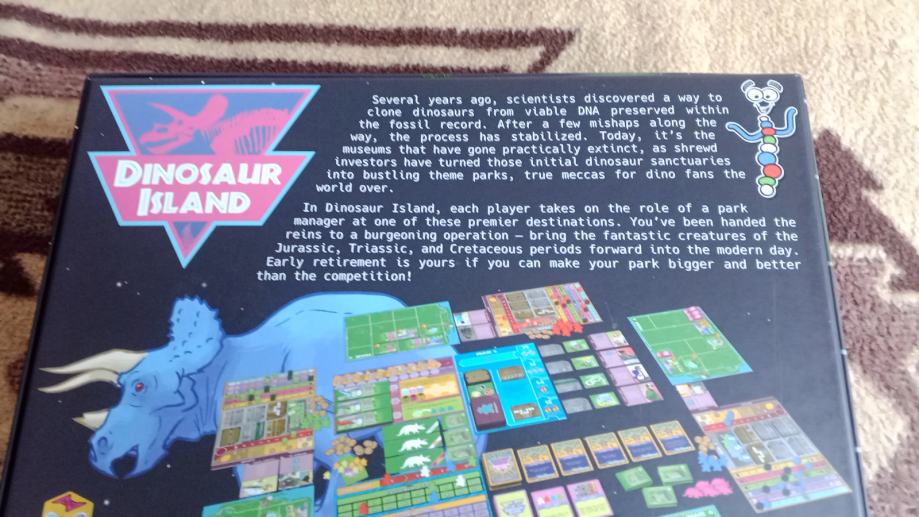 DINOSAUR
ISLAND
Several years ago, scientists discovered a way to
clone dinosaurs from viable DNA preserved within
the fossil record. After a few mishaps along the
way, the process has stabilized. Today, it's the
museums that have gone practically extinct, as shrewd
investors have turned those initial dinosaur sanctuaries
into bustling theme parks, true meccas for dino fans the
world over.
In Dinosaur Island, each player takes on the role of a park
manager at one of these premier destinations. You've been handed the
reins to a burgeoning operation – bring the fantastic creatures of the
Jurassic, Triassic, and Cretaceous periods forward into the modern day.
Early retirement is yours if you can make your park bigger and better
than the competition!